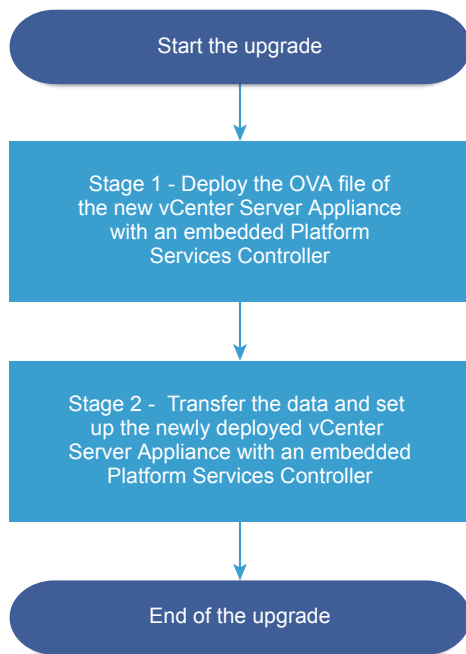 Start the upgrade
Stage 1 - Deploy the OVA file of
the new vCenter Server Appliance
with an embedded Platform
Services Controller
Stage 2 -  Transfer the data and set
up the newly deployed vCenter
Server Appliance with an embedded
Platform Services Controller
End of the upgrade